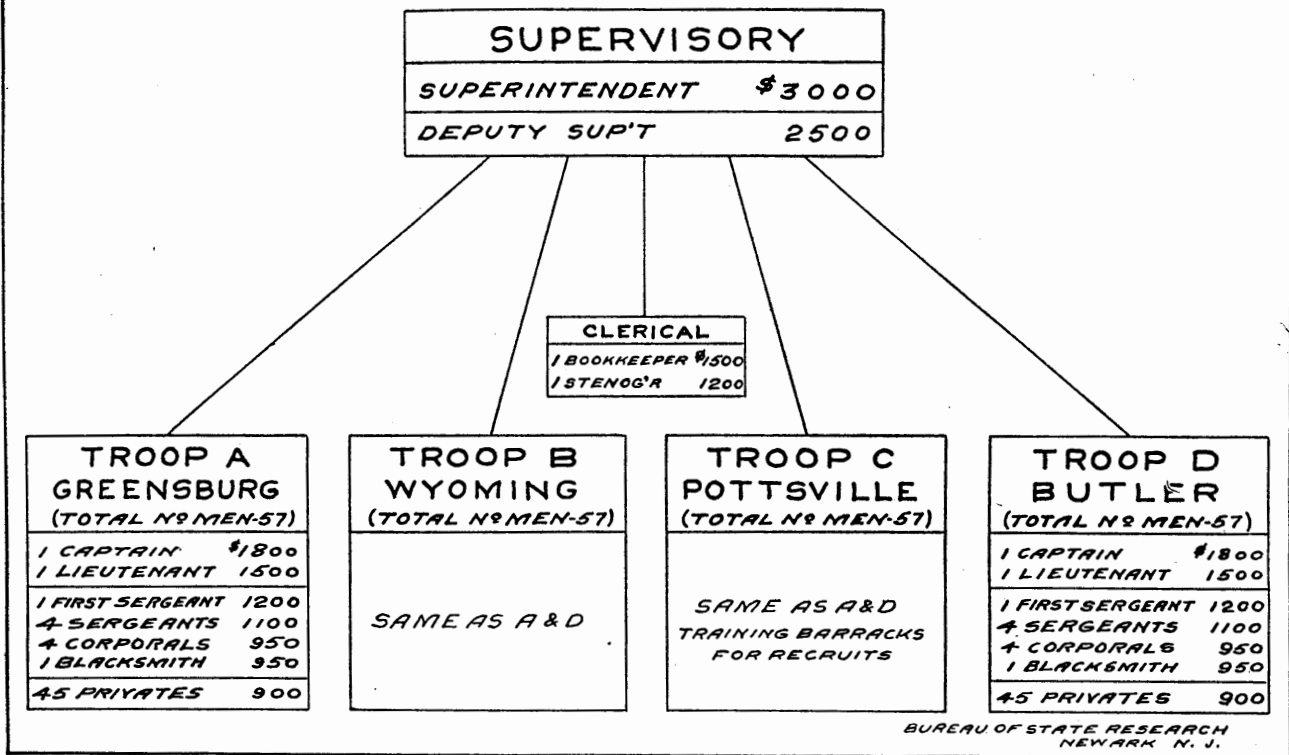 SUPERVISORY
SUPERINTENDENT $3000
DEPUTY SUP'T 2500
CLERICAL
1 BOOKKEEPER $1500
1 STENOG'R 1200
TROOP A
GREENSBURG
(TOTAL Nº MEN-57)
1 CAPTAIN $1800
1 LIEUTENANT 1500
1 FIRST SERGEANT 1200
4 SERGEANTS 1100
4 CORPORALS 950
1 BLACKSMITH 950
45 PRIVATES 900
TROOP B
WYOMING
(TOTAL Nº MEN-57)
SAME AS A & D
TROOP C
POTTSVILLE
(TOTAL Nº MEN-57)
SAME AS A&D
TRAINING BARRACKS
FOR RECRUITS
TROOP D
BUTLER
(TOTAL Nº MEN-57)
1 CAPTAIN $1800
1 LIEUTENANT 1500
1 FIRST SERGEANT 1200
4 SERGEANTS 1100
4 CORPORALS 950
1 BLACKSMITH 950
45 PRIVATES 900
BUREAU OF STATE RESEARCH
NEWARK N. J.